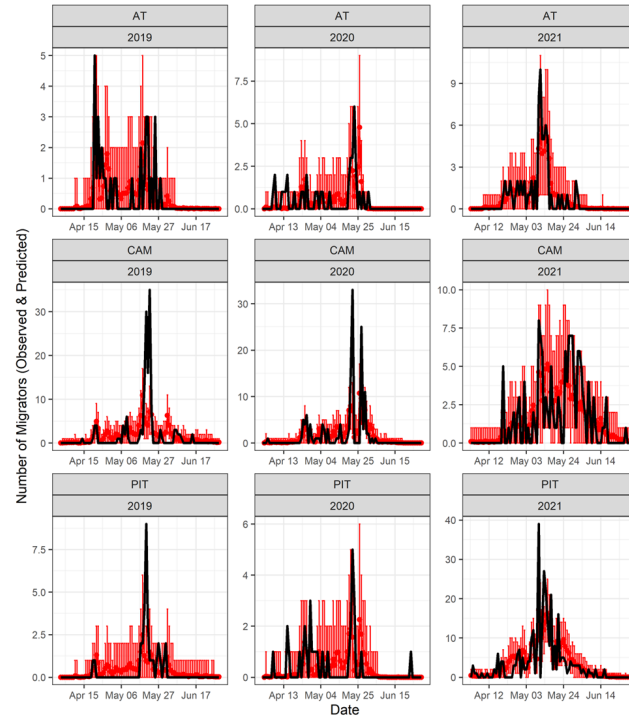 AT AT AT
2019 2020 2021
5 4 3 2 1 0
7.5 5.0 2.5 0.0
9 6 3 0
Apr 15 May 06 May 27 Jun 17 Apr 13 May 04 May 25 Jun 15 Apr 12 May 03 May 24 Jun 14
CAM CAM CAM
2019 2020 2021
30 20 10 0
30 20 10 0
10.0 7.5 5.0 2.5 0.0
Apr 15 May 06 May 27 Jun 17 Apr 13 May 04 May 25 Jun 15 Apr 12 May 03 May 24 Jun 14
PIT PIT PIT
2019 2020 2021
7.5 5.0 2.5 0.0
6 4 2 0
40 30 20 10 0
Apr 15 May 06 May 27 Jun 17 Apr 13 May 04 May 25 Jun 15 Apr 12 May 03 May 24 Jun 14
Date
Number of Migrators (Observed & Predicted)